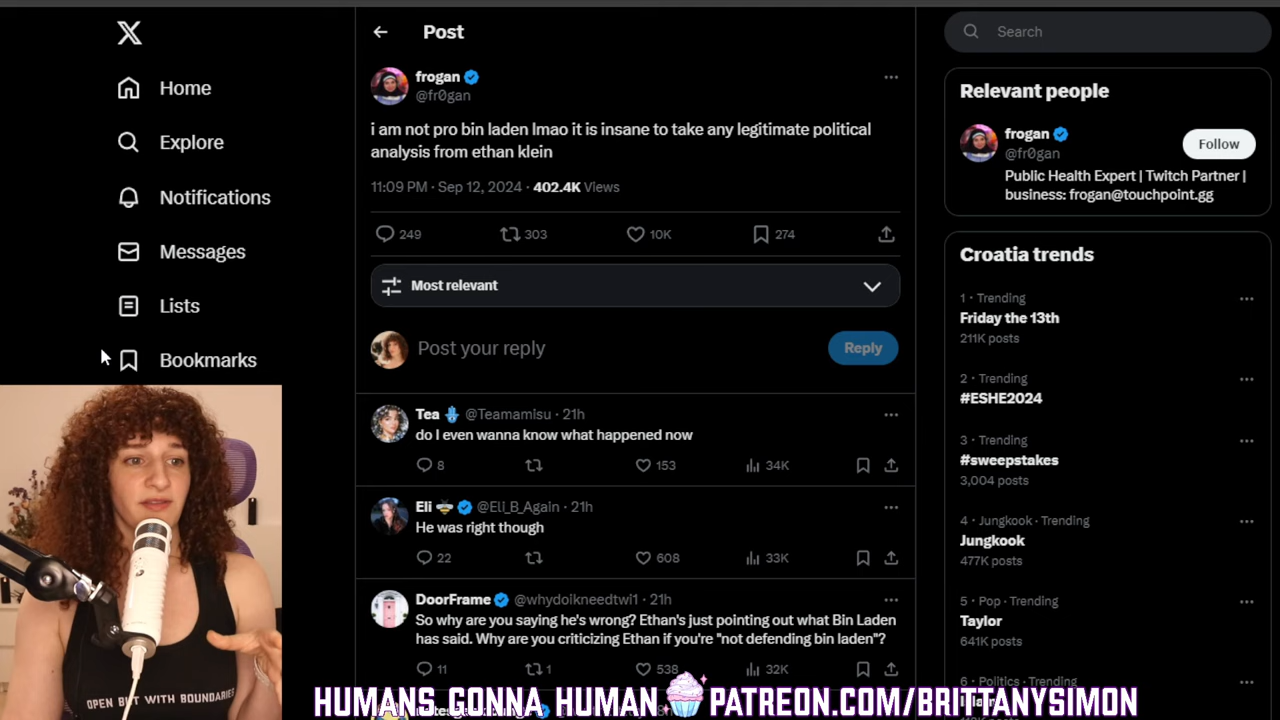 X
Home
Explore
Notifications
Messages
Lists
Bookmarks
Post
frogan
@fr0gan
i am not pro bin laden lmao it is insane to take any legitimate political
analysis from ethan klein
11:09 PM · Sep 12, 2024 · 402.4K Views
249 303 10K 274
Most relevant
Post your reply
Reply
Tea @Teamamisu · 21h
do I even wanna know what happened now
8 153 34K
Eli @Eli_B_Again · 21h
He was right though
22 608 33K
DoorFrame @whydoikneedtwi1 · 21h
So why are you saying he's wrong? Ethan's just pointing out what Bin Laden
has said. Why are you criticizing Ethan if you're "not defending bin laden"?
11 1 538 32K
Search
Relevant people
frogan
@fr0gan
Follow
Public Health Expert | Twitch Partner |
business: frogan@touchpoint.gg
Croatia trends
1 · Trending
Friday the 13th
211K posts
2 · Trending
#ESHE2024
3 · Trending
#sweepstakes
3,004 posts
4 · Jungkook · Trending
Jungkook
477K posts
5 · Pop · Trending
Taylor
641K posts
6 · Politics · Trending
OPEN BUT WITH BOUNDARIES
HUMANS GONNA HUMAN PATREON.COM/BRITTANYSIMON